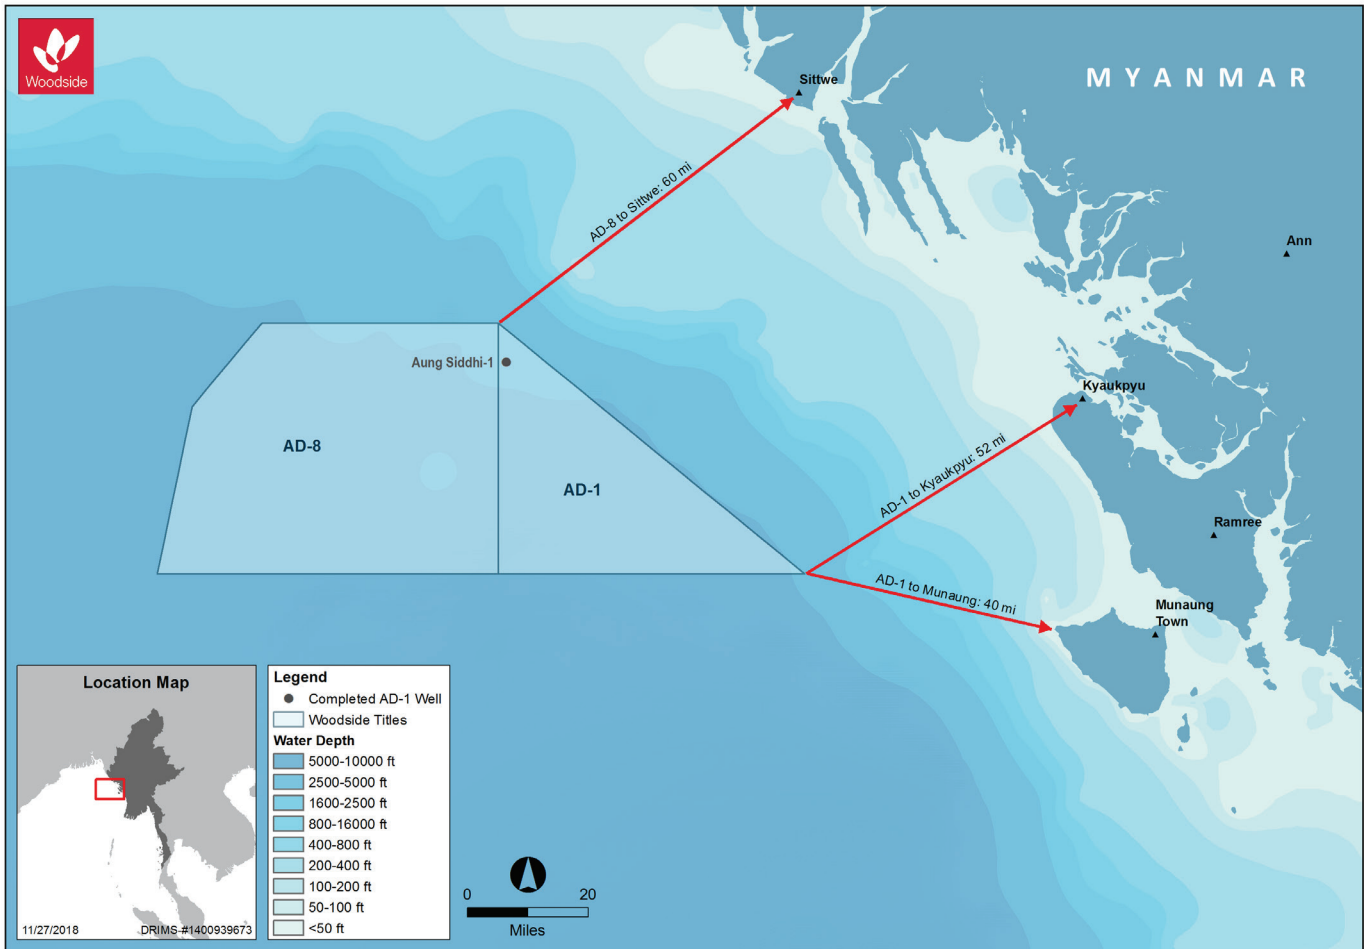 Woodside
MYANMAR
Sittwe
AD-8 to Sittwe: 60 mi
Ann
Aung Siddhi-1
Kyaukpyu
AD-8
AD-1 to Kyaukpyu: 52 mi
AD-1
Ramree
AD-1 to Munaung: 40 mi
Munaung
Town
Location Map
11/27/2018
DRIMS-#1400939673
Legend
Completed AD-1 Well
Woodside Titles
Water Depth
5000-10000 ft
2500-5000 ft
1600-2500 ft
800-16000 ft
400-800 ft
200-400 ft
100-200 ft
50-100 ft
<50 ft
0 20
Miles